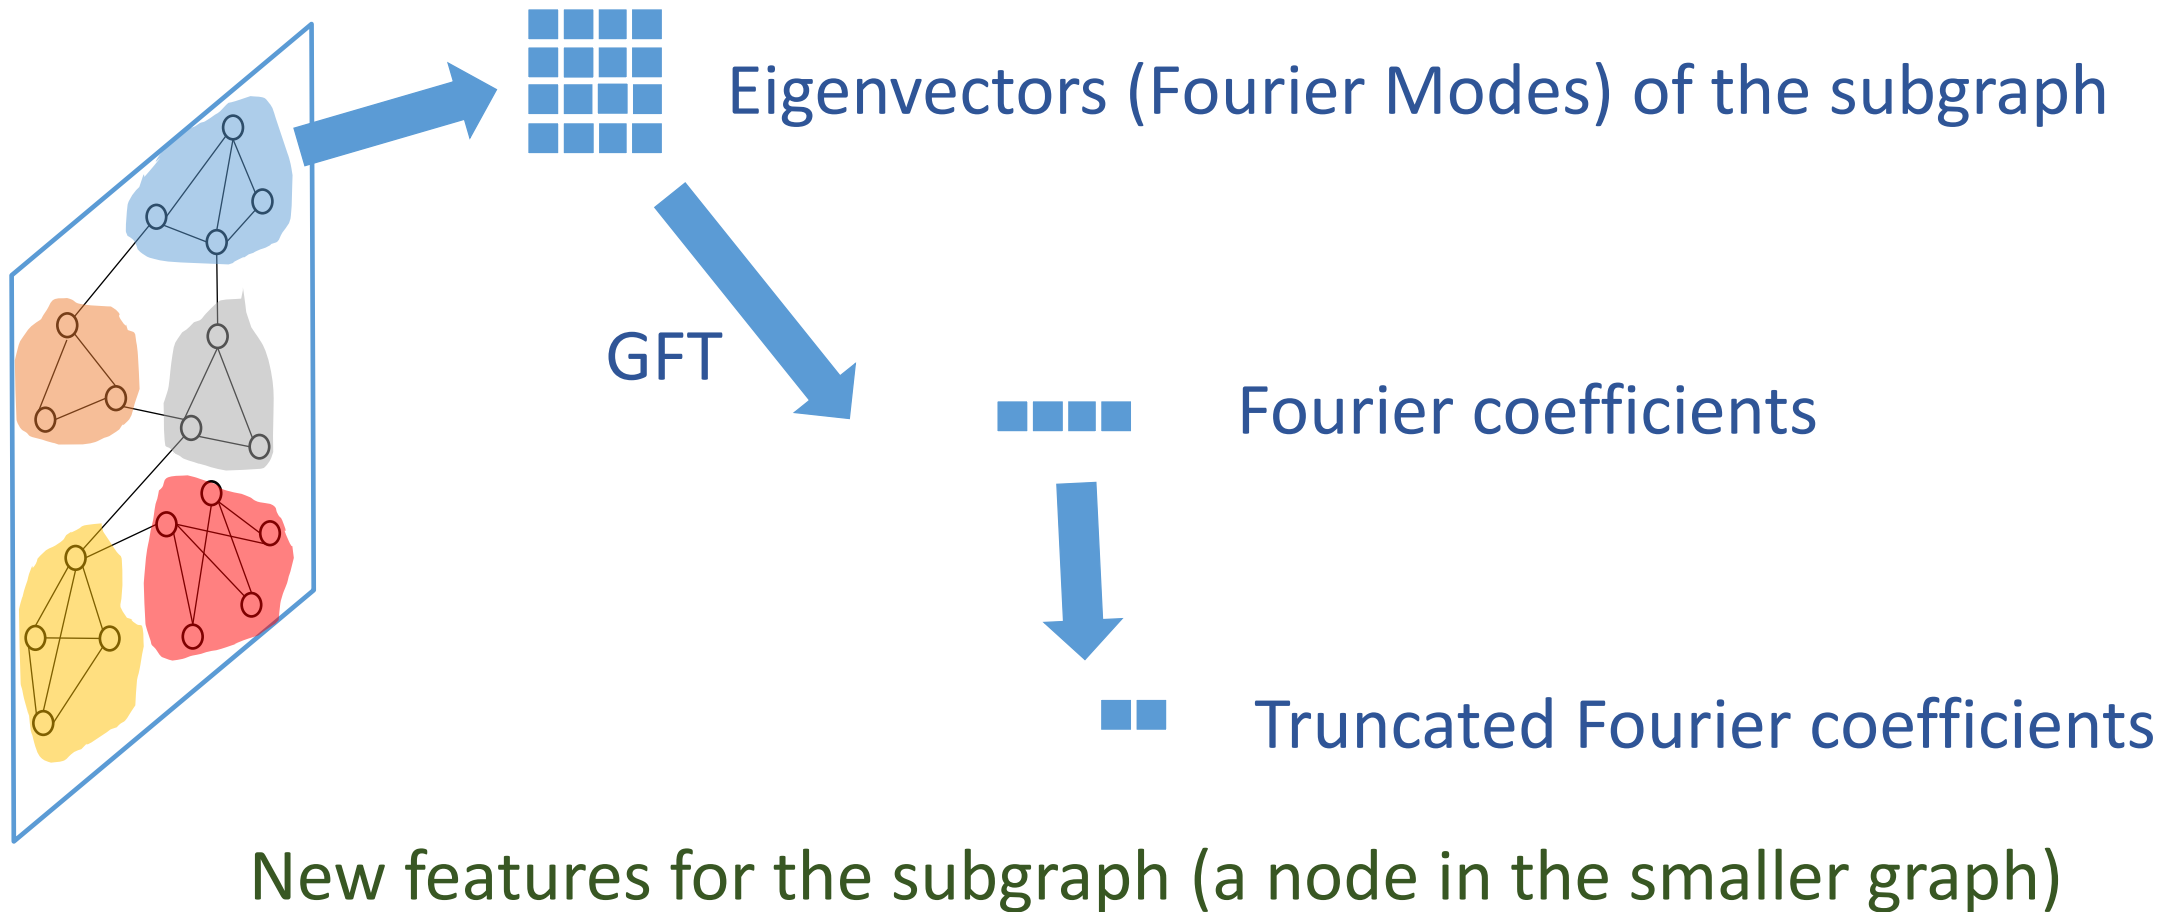 Eigenvectors (Fourier Modes) of the subgraph
GFT
Fourier coefficients
Truncated Fourier coefficients
New features for the subgraph (a node in the smaller graph)